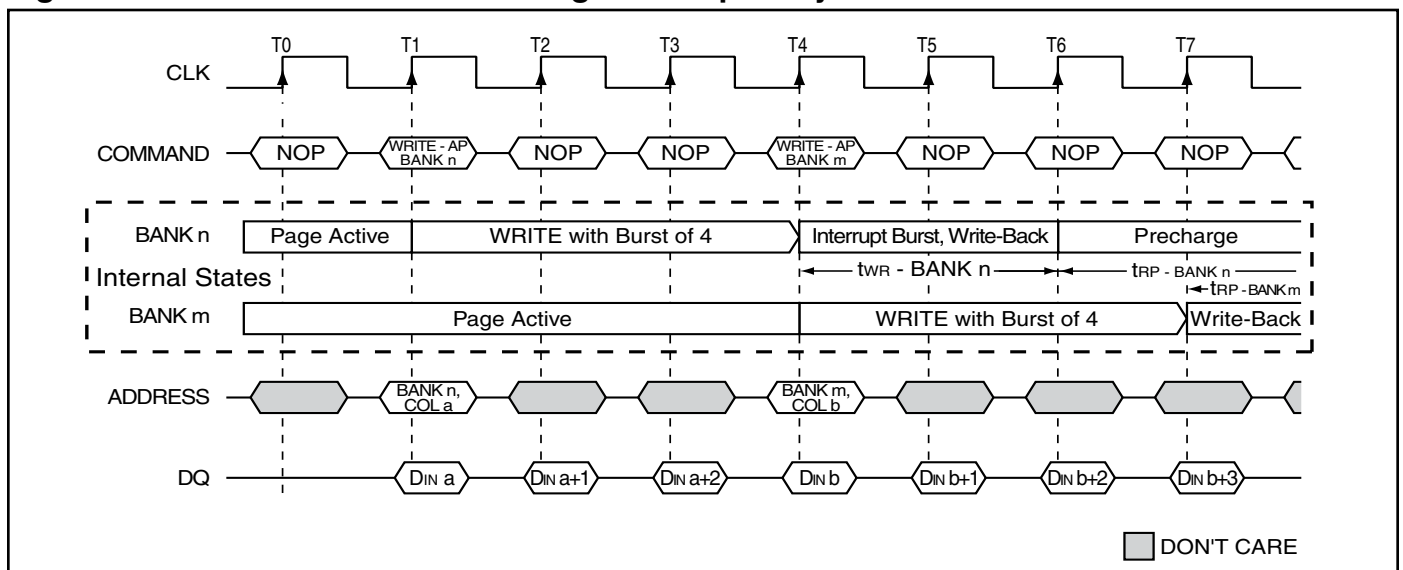 T0 T1 T2 T3 T4 T5 T6 T7
CLK
COMMAND NOP WRITE - AP BANK n NOP NOP WRITE - AP BANK m NOP NOP NOP
BANK n Page Active WRITE with Burst of 4 Interrupt Burst, Write-Back Precharge
tWR - BANK n tRP - BANK n
Internal States
tRP - BANK m
BANK m Page Active WRITE with Burst of 4 Write-Back
ADDRESS BANK n, COL a BANK m, COL b
DQ DIN a DIN a+1 DIN a+2 DIN b DIN b+1 DIN b+2 DIN b+3
DON'T CARE